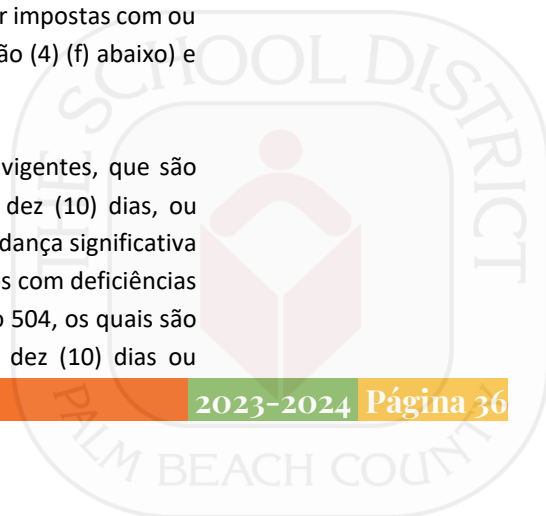 r impostas com ou
ão (4) (f) abaixo) e
vigentes, que são
dez (10) dias, ou
dança significativa
s com deficiências
o 504, os quais são
dez (10) dias ou
2023-2024 Página 36
THE SCHOOL DISTRICT
PALM BEACH COUNTY